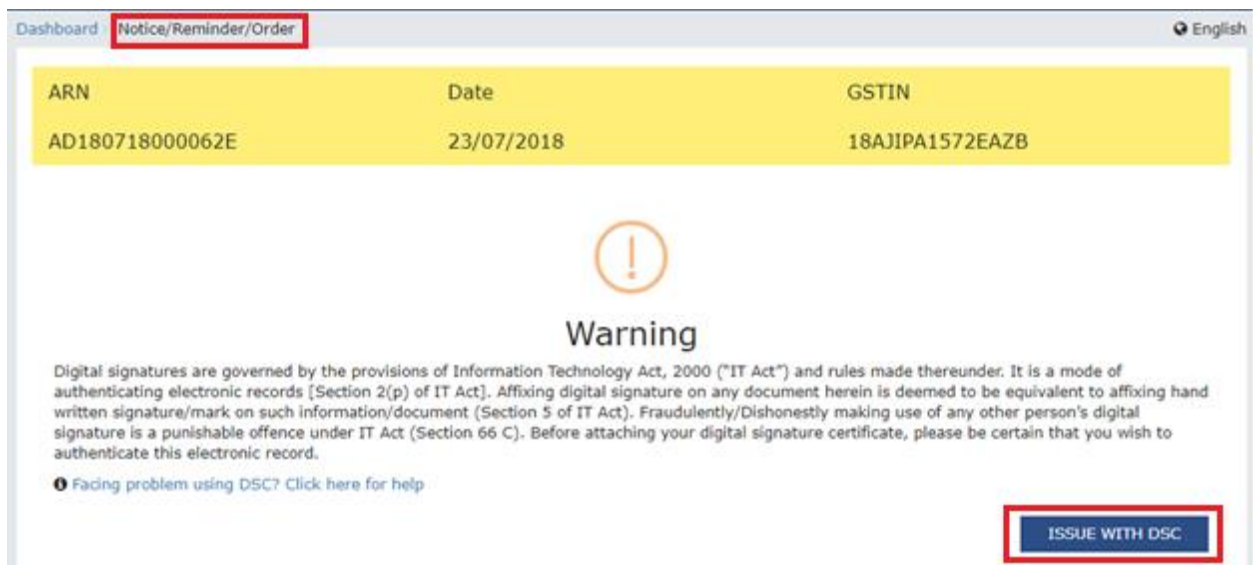 Dashboard Notice/Reminder/Order English
ARN Date GSTIN
AD180718000062E 23/07/2018 18AJIPA1572EAZB
Warning
Digital signatures are governed by the provisions of Information Technology Act, 2000 ("IT Act") and rules made thereunder. It is a mode of
authenticating electronic records [Section 2(p) of IT Act]. Affixing digital signature on any document herein is deemed to be equivalent to affixing hand
written signature/mark on such information/document (Section 5 of IT Act). Fraudulently/Dishonestly making use of any other person's digital
signature is a punishable offence under IT Act (Section 66 C). Before attaching your digital signature certificate, please be certain that you wish to
authenticate this electronic record.
Facing problem using DSC? Click here for help
ISSUE WITH DSC